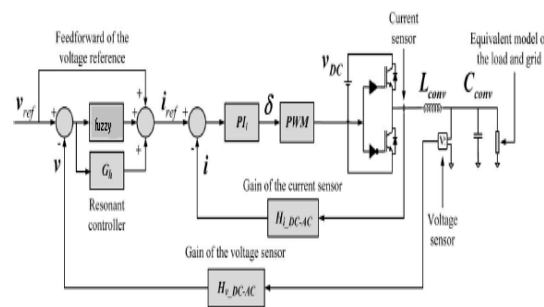 Feedforward of the
voltage reference
Current
sensor
Equivalent model of
the load and grid
v_DC
L_conv
C_conv
v_ref
+
-
v
fuzzy
G_h
Resonant
controller
+
+
+
i_ref
+
-
i
PI_i
δ
PWM
V
Gain of the current sensor
H_i_DC-AC
Voltage
sensor
Gain of the voltage sensor
H_v_DC-AC